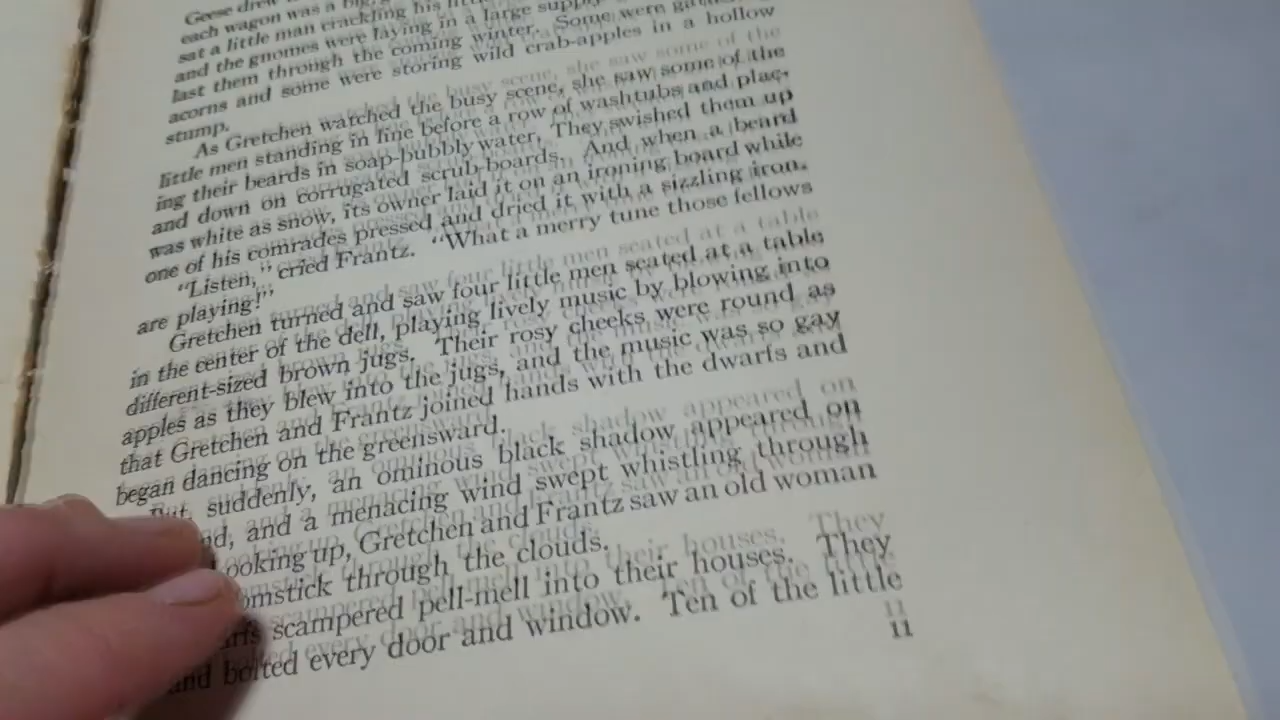 Geese drew
each wagon was a big,
sat a little man crackling his
and the gnomes were laying in a large supply
last them through the coming winter. Some were
acorns and some were storing wild crab-apples in a hollow
stump.
As Gretchen watched the busy scene, she saw some of the
little men standing in line before a row of washtubs and plac-
ing their beards in soap-bubbly water. They swished them up
and down on corrugated scrub-boards. And when a beard
was white as snow, its owner laid it on an ironing board while
one of his comrades pressed and dried it with a sizzling iron.
"Listen," cried Frantz. "What a merry tune those fellows
are playing!"
Gretchen turned and saw four little men seated at a table
in the center of the dell, playing lively music by blowing into
different-sized brown jugs. Their rosy cheeks were round as
apples as they blew into the jugs, and the music was so gay
that Gretchen and Frantz joined hands with the dwarfs and
began dancing on the greensward.
But, suddenly, an ominous black shadow appeared on
and a menacing wind swept whistling through
ooking up, Gretchen and Frantz saw an old woman
omstick through the clouds.
scampered pell-mell into their houses. They
and bolted every door and window. Ten of the little
11